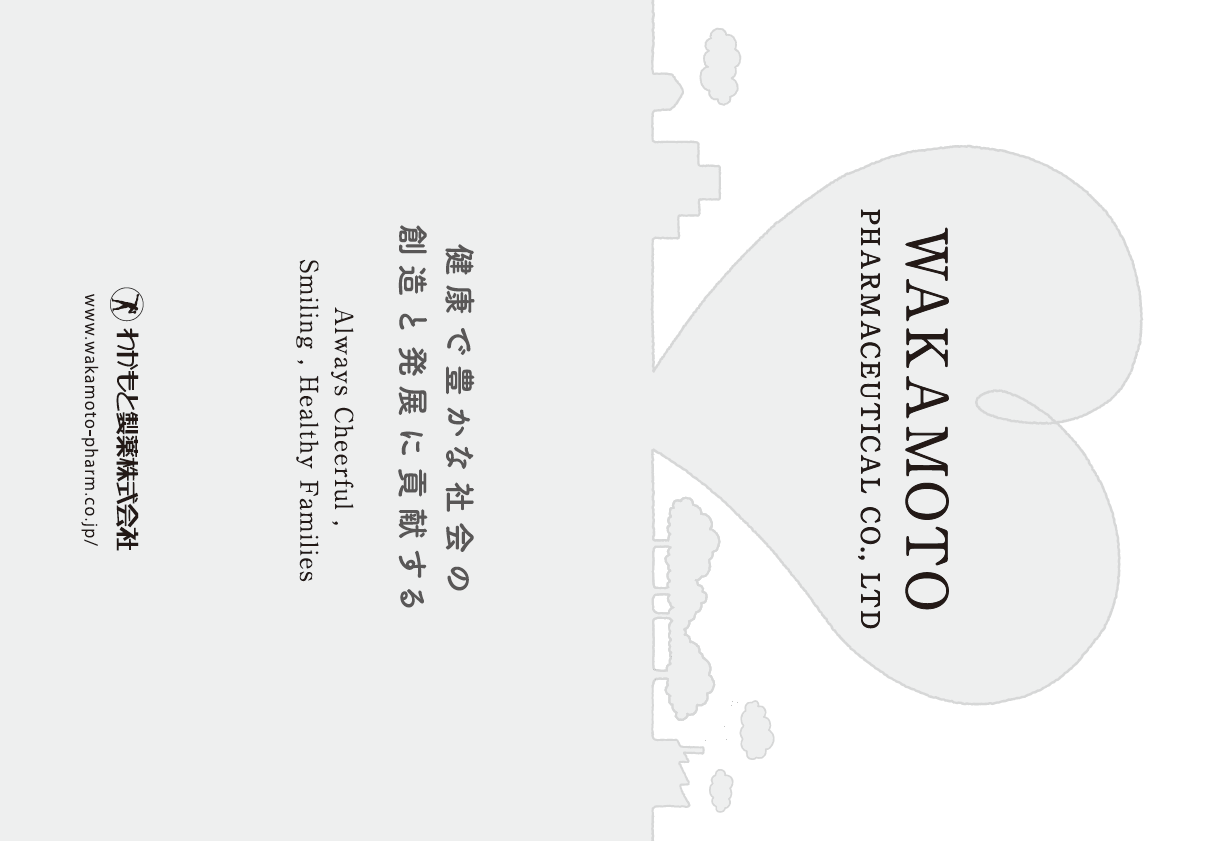 WAKAMOTO
PHARMACEUTICAL CO., LTD
健康で豊かな社会の
創造と発展に貢献する
Always Cheerful ,
Smiling , Healthy Families
わかもと製薬株式会社
www.wakamoto-pharm.co.jp/